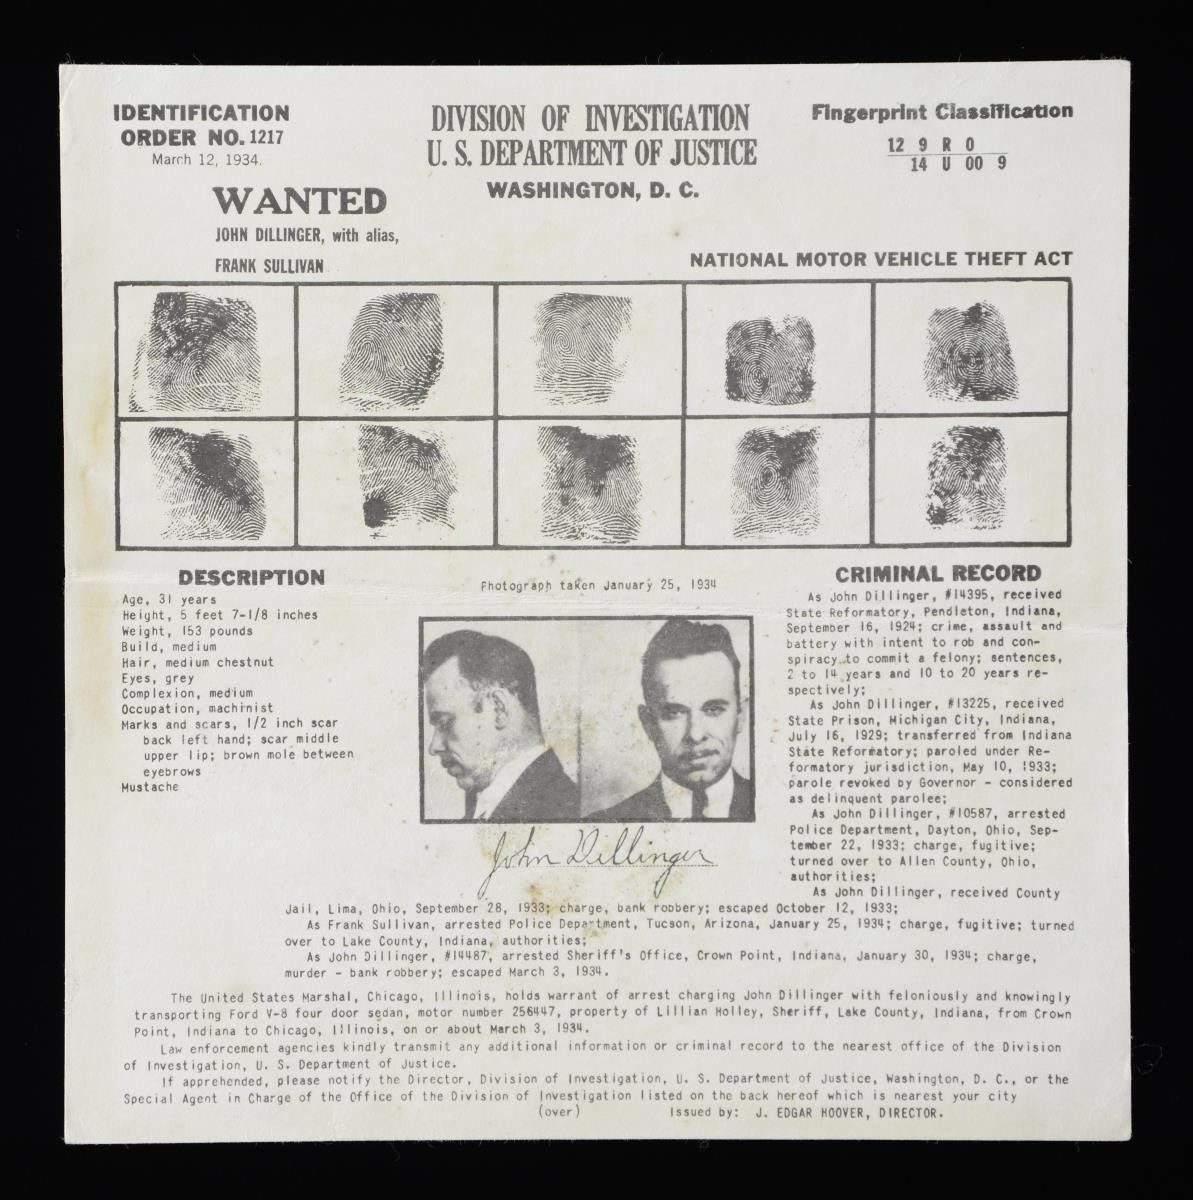 IDENTIFICATION
ORDER NO. 1217
March 12, 1934.
DIVISION OF INVESTIGATION
U. S. DEPARTMENT OF JUSTICE
WASHINGTON, D. C.
Fingerprint Classification
12 9 R O
14 U OO 9
WANTED
JOHN DILLINGER, with alias,
FRANK SULLIVAN
NATIONAL MOTOR VEHICLE THEFT ACT
DESCRIPTION
Age, 31 years
Height, 5 feet 7-1/8 inches
Weight, 153 pounds
Build, medium
Hair, medium chestnut
Eyes, grey
Complexion, medium
Occupation, machinist
Marks and scars, 1/2 inch scar
back left hand; scar middle
upper lip; brown mole between
eyebrows
Mustache
Photograph taken January 25, 1934
John Dillinger
CRIMINAL RECORD
As John Dillinger, #14395, received
State Reformatory, Pendleton, Indiana,
September 16, 1924; crime, assault and
battery with intent to rob and con-
spiracy to commit a felony; sentences,
2 to 14 years and 10 to 20 years re-
spectively;
As John Dillinger, #13225, received
State Prison, Michigan City, Indiana,
July 16, 1929; transferred from Indiana
State Reformatory; paroled under Re-
formatory jurisdiction, May 10, 1933;
parole revoked by Governor - considered
as delinquent parolee;
As John Dillinger, #10587, arrested
Police Department, Dayton, Ohio, Sep-
tember 22, 1933; charge, fugitive;
turned over to Allen County, Ohio,
authorities;
As John Dillinger, received County
Jail, Lima, Ohio, September 28, 1933; charge, bank robbery; escaped October 12, 1933;
As Frank Sullivan, arrested Police Department, Tucson, Arizona, January 25, 1934; charge, fugitive; turned
over to Lake County, Indiana, authorities;
As John Dillinger, #14487, arrested Sheriff's Office, Crown Point, Indiana, January 30, 1934; charge,
murder - bank robbery; escaped March 3, 1934.
The United States Marshal, Chicago, Illinois, holds warrant of arrest charging John Dillinger with feloniously and knowingly
transporting Ford V-8 four door sedan, motor number 256447, property of Lillian Holley, Sheriff, Lake County, Indiana, from Crown
Point, Indiana to Chicago, Illinois, on or about March 3, 1934.
Law enforcement agencies kindly transmit any additional information or criminal record to the nearest office of the Division
of Investigation, U. S. Department of Justice.
If apprehended, please notify the Director, Division of Investigation, U. S. Department of Justice, Washington, D. C., or the
Special Agent in Charge of the Office of the Division of Investigation listed on the back hereof which is nearest your city
(over) Issued by: J. EDGAR HOOVER, DIRECTOR.